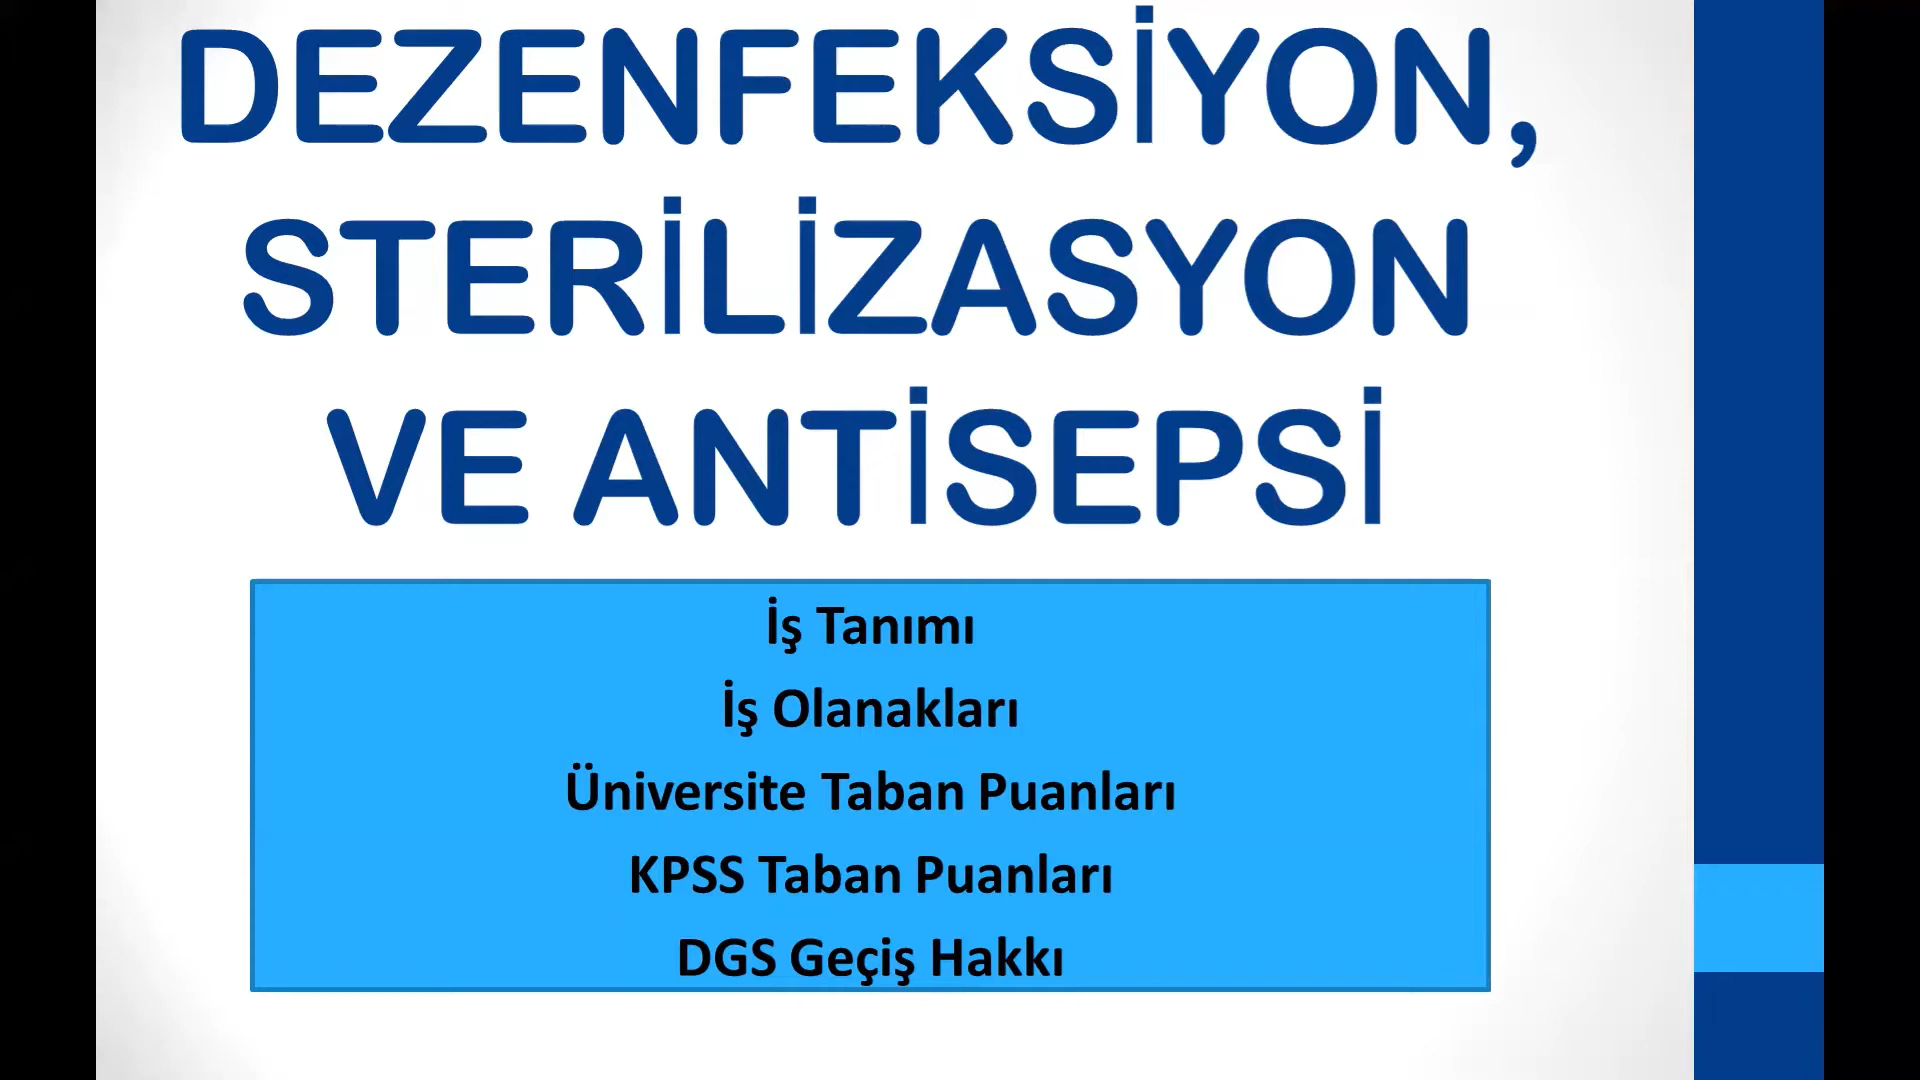 DEZENFEKSİYON,
STERİLİZASYON
VE ANTİSEPSİ
İş Tanımı
İş Olanakları
Üniversite Taban Puanları
KPSS Taban Puanları
DGS Geçiş Hakkı